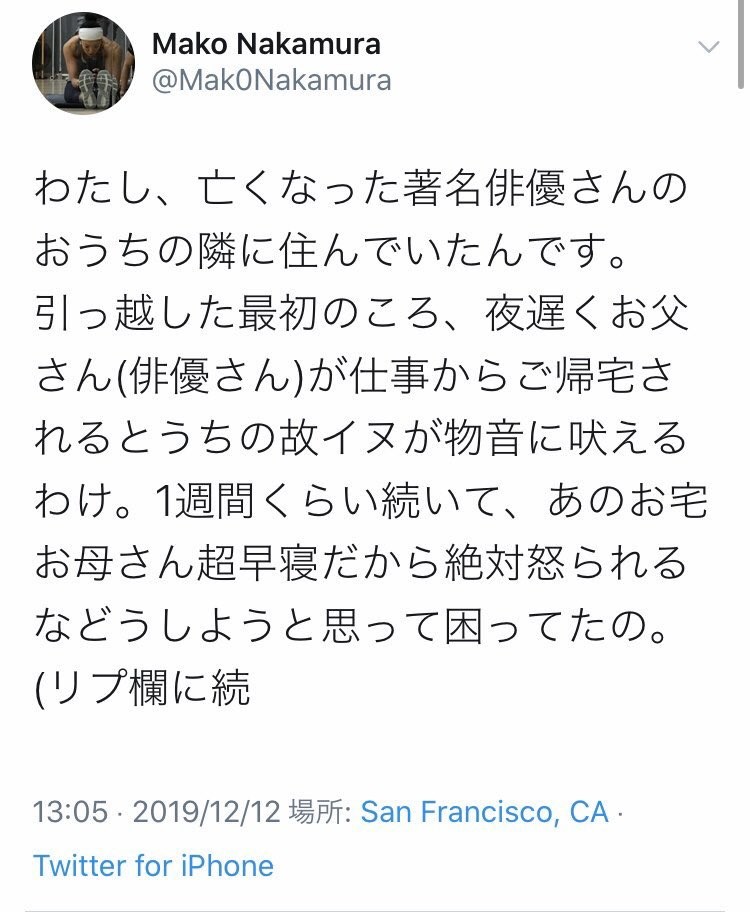 Mako Nakamura
@Mak0Nakamura
わたし、亡くなった著名俳優さんの
おうちの隣に住んでいたんです。
引っ越した最初のころ、夜遅くお父
さん(俳優さん)が仕事からご帰宅さ
れるとうちの故イヌが物音に吠える
わけ。1週間くらい続いて、あのお宅
お母さん超早寝だから絶対怒られる
などうしようと思って困ってたの。
(リプ欄に続
13:05 · 2019/12/12 場所: San Francisco, CA ·
Twitter for iPhone